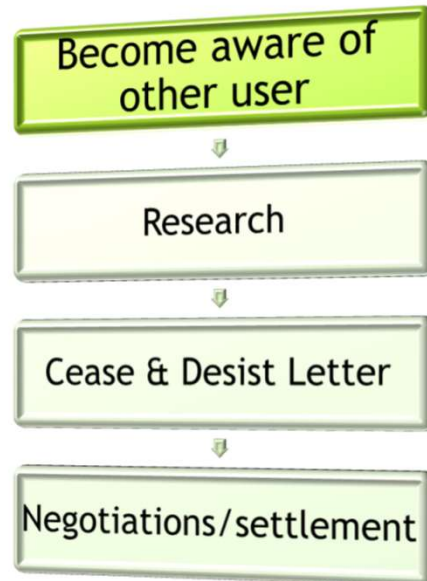 Become aware of
other user
Research
Cease & Desist Letter
Negotiations/settlement